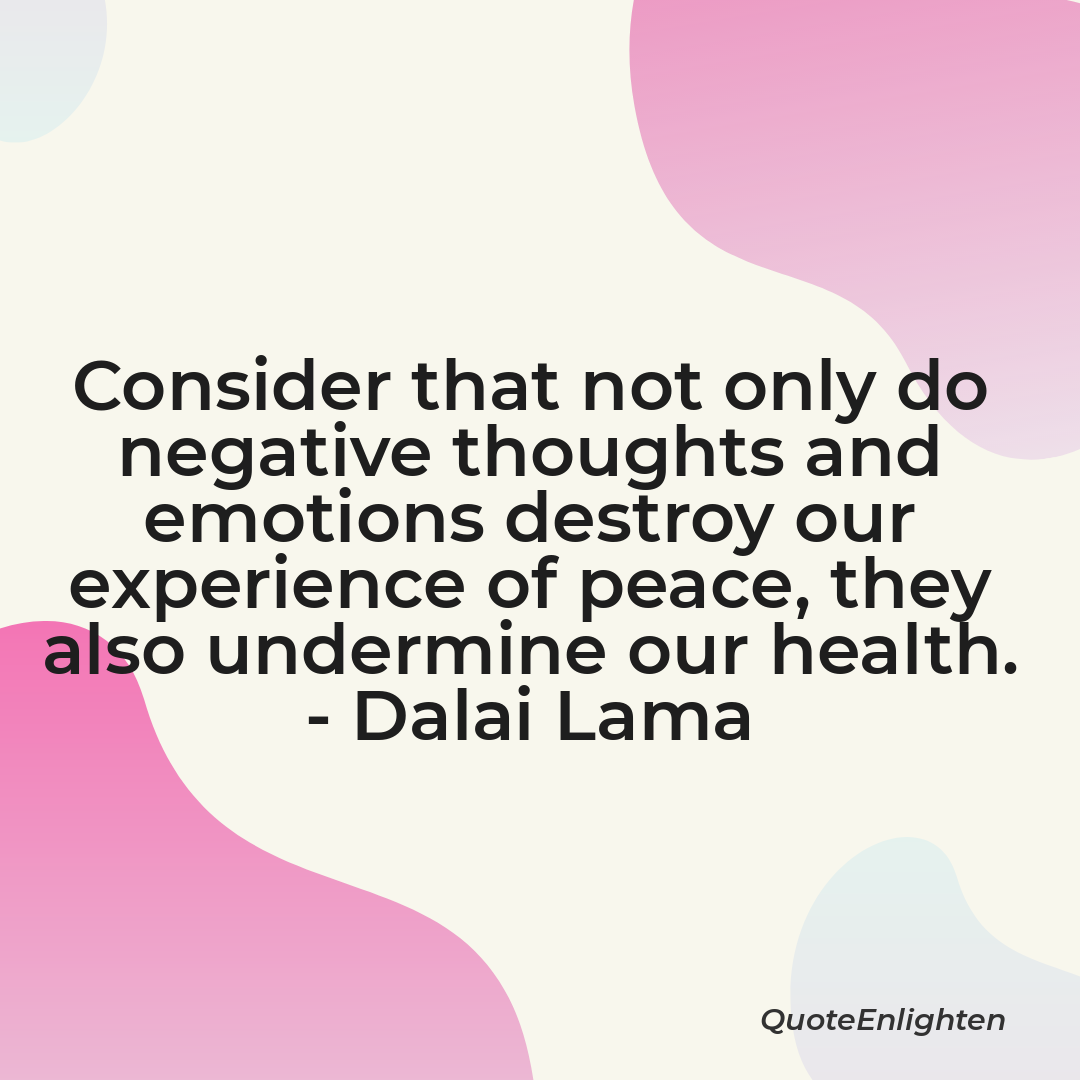 Consider that not only do
negative thoughts and
emotions destroy our
experience of peace, they
also undermine our health.
- Dalai Lama
QuoteEnlighten